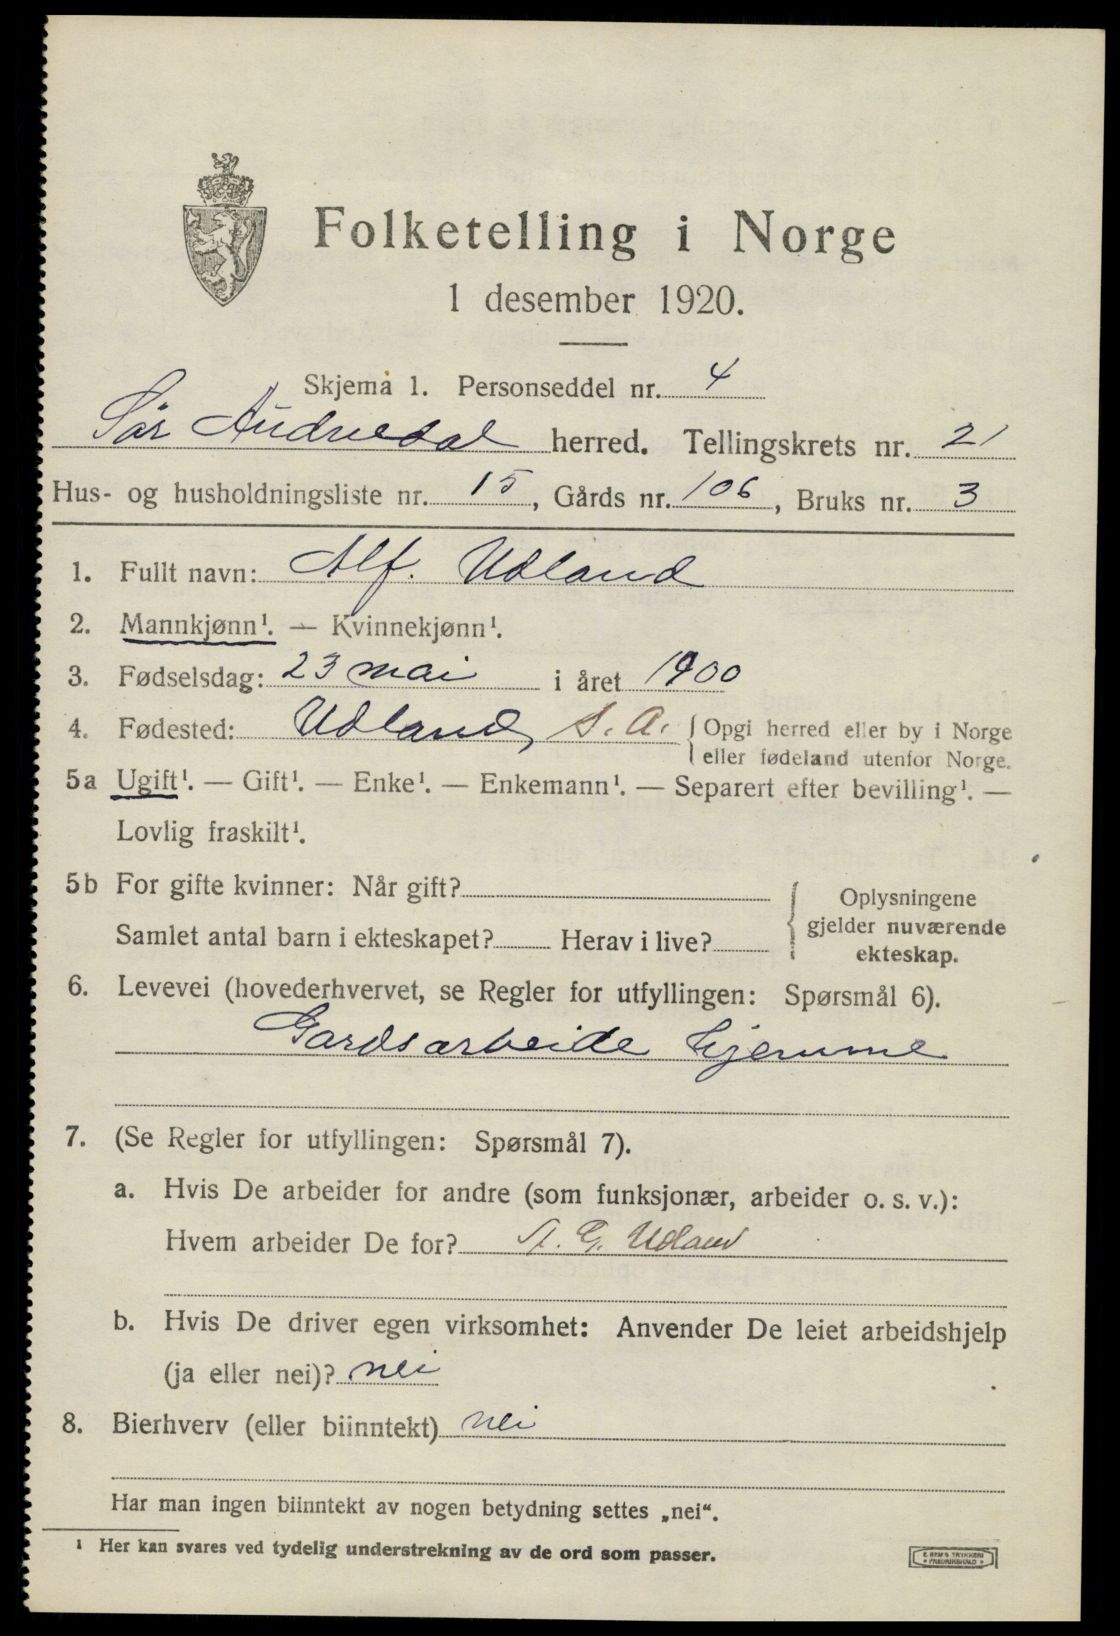 Folketelling i Norge
1 desember 1920.
Skjema 1. Personseddel nr. 4
Sör Audnedal herred. Tellingskrets nr. 21
Hus- og husholdningsliste nr. 15, Gårds nr. 106, Bruks nr. 3
1. Fullt navn: Alf. Udland
2. Mannkjønn¹. — Kvinnekjønn¹.
3. Fødselsdag: 23 mai i året 1900
4. Fødested: Udland, S. A. Opgi herred eller by i Norge
eller fødeland utenfor Norge.
5a Ugift¹. — Gift¹. — Enke¹. — Enkemann¹. — Separert efter bevilling¹. —
Lovlig fraskilt¹.
5b For gifte kvinner: Når gift?
Samlet antal barn i ekteskapet? Herav i live?
Oplysningene
gjelder nuværende
ekteskap.
6. Levevei (hovederhvervet, se Regler for utfyllingen: Spørsmål 6).
Gardsarbeide hjemme
7. (Se Regler for utfyllingen: Spørsmål 7).
a. Hvis De arbeider for andre (som funksjonær, arbeider o. s. v.):
Hvem arbeider De for? A. G. Udland
b. Hvis De driver egen virksomhet: Anvender De leiet arbeidshjelp
(ja eller nei)? nei
8. Bierhverv (eller biinntekt) nei
Har man ingen biinntekt av nogen betydning settes „nei“.
¹ Her kan svares ved tydelig understrekning av de ord som passer.